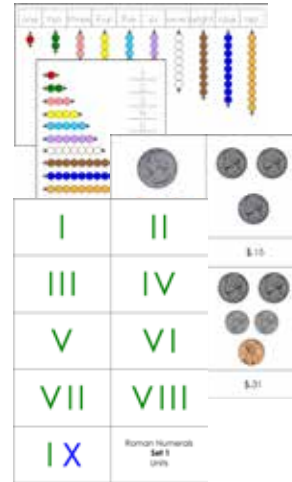 one two three four five six seven eight nine ten
$.15
I II
III IV
$.31
V VI
VII VIII
IX
Roman Numerals
Set 1
Units